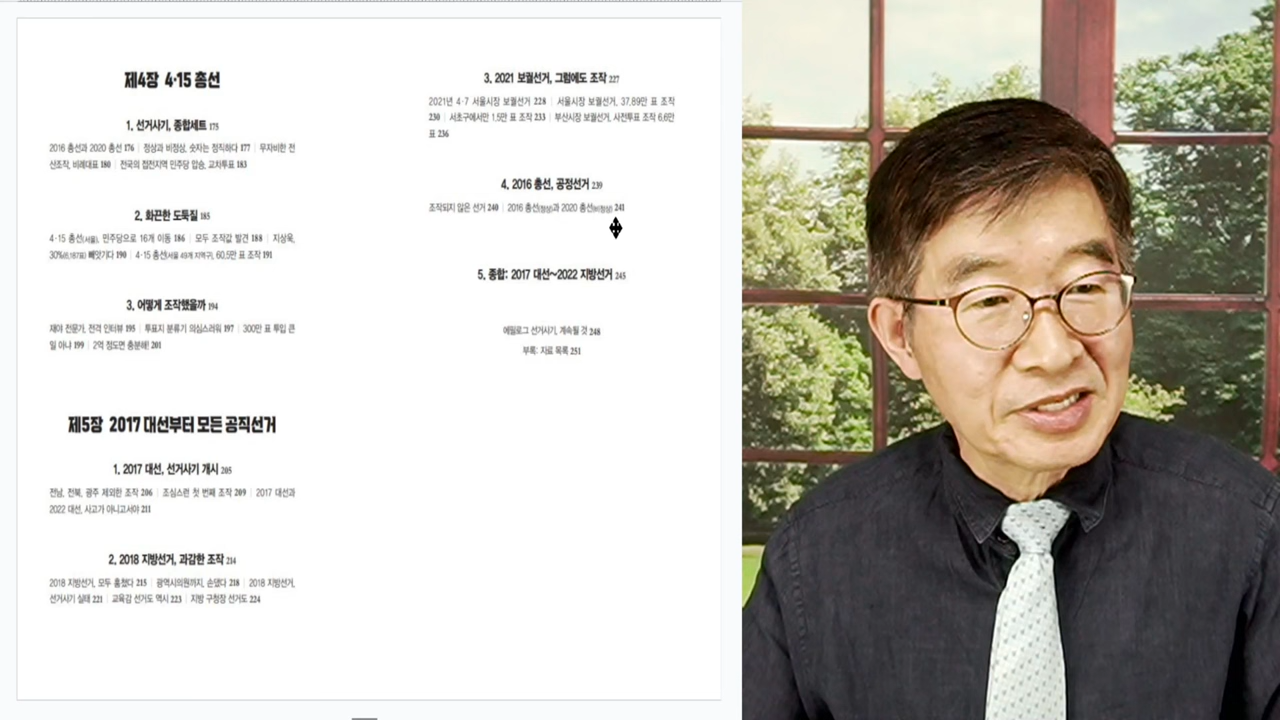 제4장 4·15 총선
1. 선거사기, 종합세트 175
2016 총선과 2020 총선 176 | 정상과 비정상, 숫자는 정직하다 177 | 무자비한 전
산조작, 비례대표 180 | 전국의 접전지역 민주당 압승, 교차투표 183
2. 화끈한 도둑질 185
4·15 총선(서울), 민주당으로 16개 이동 186 | 모두 조작값 발견 188 | 지상욱,
30%(6,187표) 빼앗기다 190 | 4·15 총선(서울 49개 지역구), 60.5만 표 조작 191
3. 어떻게 조작했을까 194
재야 전문가, 전격 인터뷰 195 | 투표지 분류기 의심스러워 197 | 300만 표 투입 큰
일 아냐 199 | 2억 정도면 충분해! 201
제5장 2017 대선부터 모든 공직선거
1. 2017 대선, 선거사기 개시 205
전남, 전북, 광주 제외한 조작 206 | 조심스런 첫 번째 조작 209 | 2017 대선과
2022 대선, 사고가 아니고서야 211
2. 2018 지방선거, 과감한 조작 214
2018 지방선거, 모두 훔쳤다 215 | 광역시의원까지, 손댔다 218 | 2018 지방선거,
선거사기 실태 221 | 교육감 선거도 역시 223 | 지방 구청장 선거도 224
3. 2021 보궐선거, 그럼에도 조작 227
2021년 4·7 서울시장 보궐선거 228 | 서울시장 보궐선거, 37.89만 표 조작
230 | 서초구에서만 1.5만 표 조작 233 | 부산시장 보궐선거, 사전투표 조작 6.6만
표 236
4. 2016 총선, 공정선거 239
조작되지 않은 선거 240 | 2016 총선(정상)과 2020 총선(비정상) 241
5. 종합: 2017 대선~2022 지방선거 245
에필로그 선거사기, 계속될 것 248
부록: 자료 목록 251